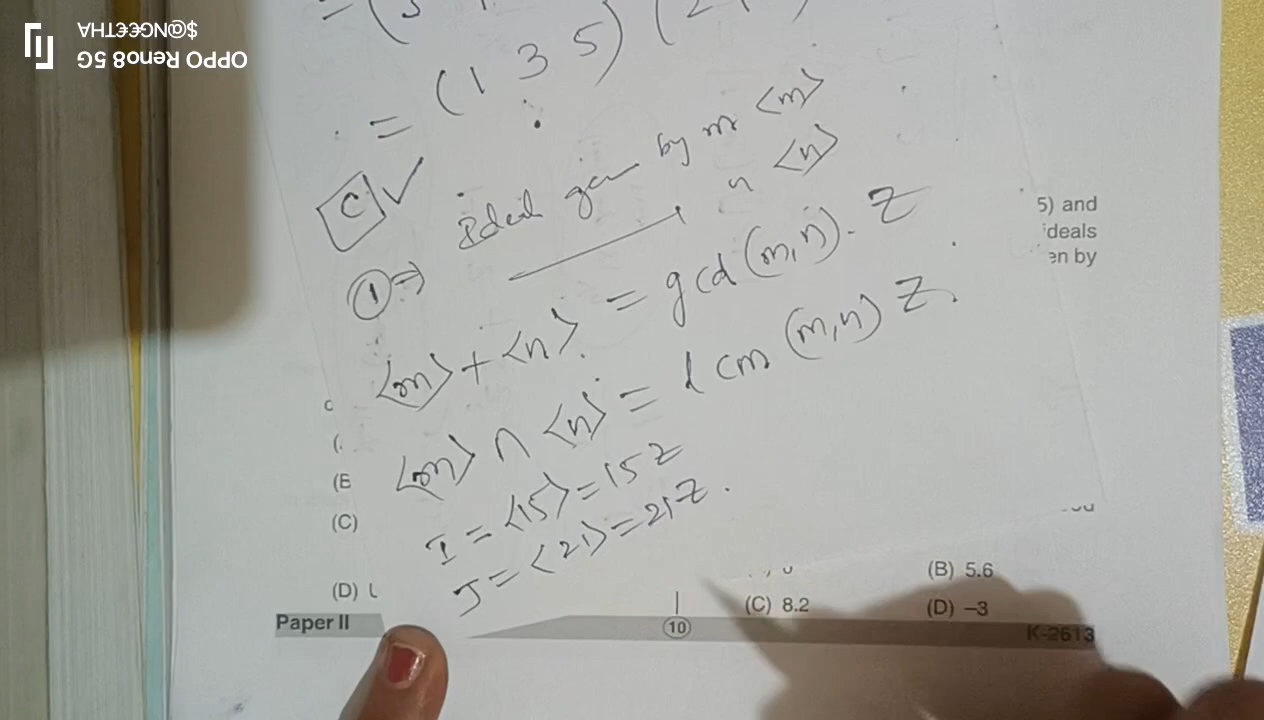 $@NGEETHA
OPPO Reno8 5G
= (1 3 5) (2
C ✓
① ⇒ Ideal gen by m <m>
n <n>
<m> + <n> = gcd (m,n). Z
<m> ∩ <n> = lcm (m,n) Z.
I = <15> = 15Z
J = <21> = 21Z.
5) and
ideals
en by
(E
(C)
(D)
(B) 5.6
(C) 8.2
(D) –3
Paper II
10
K-2613